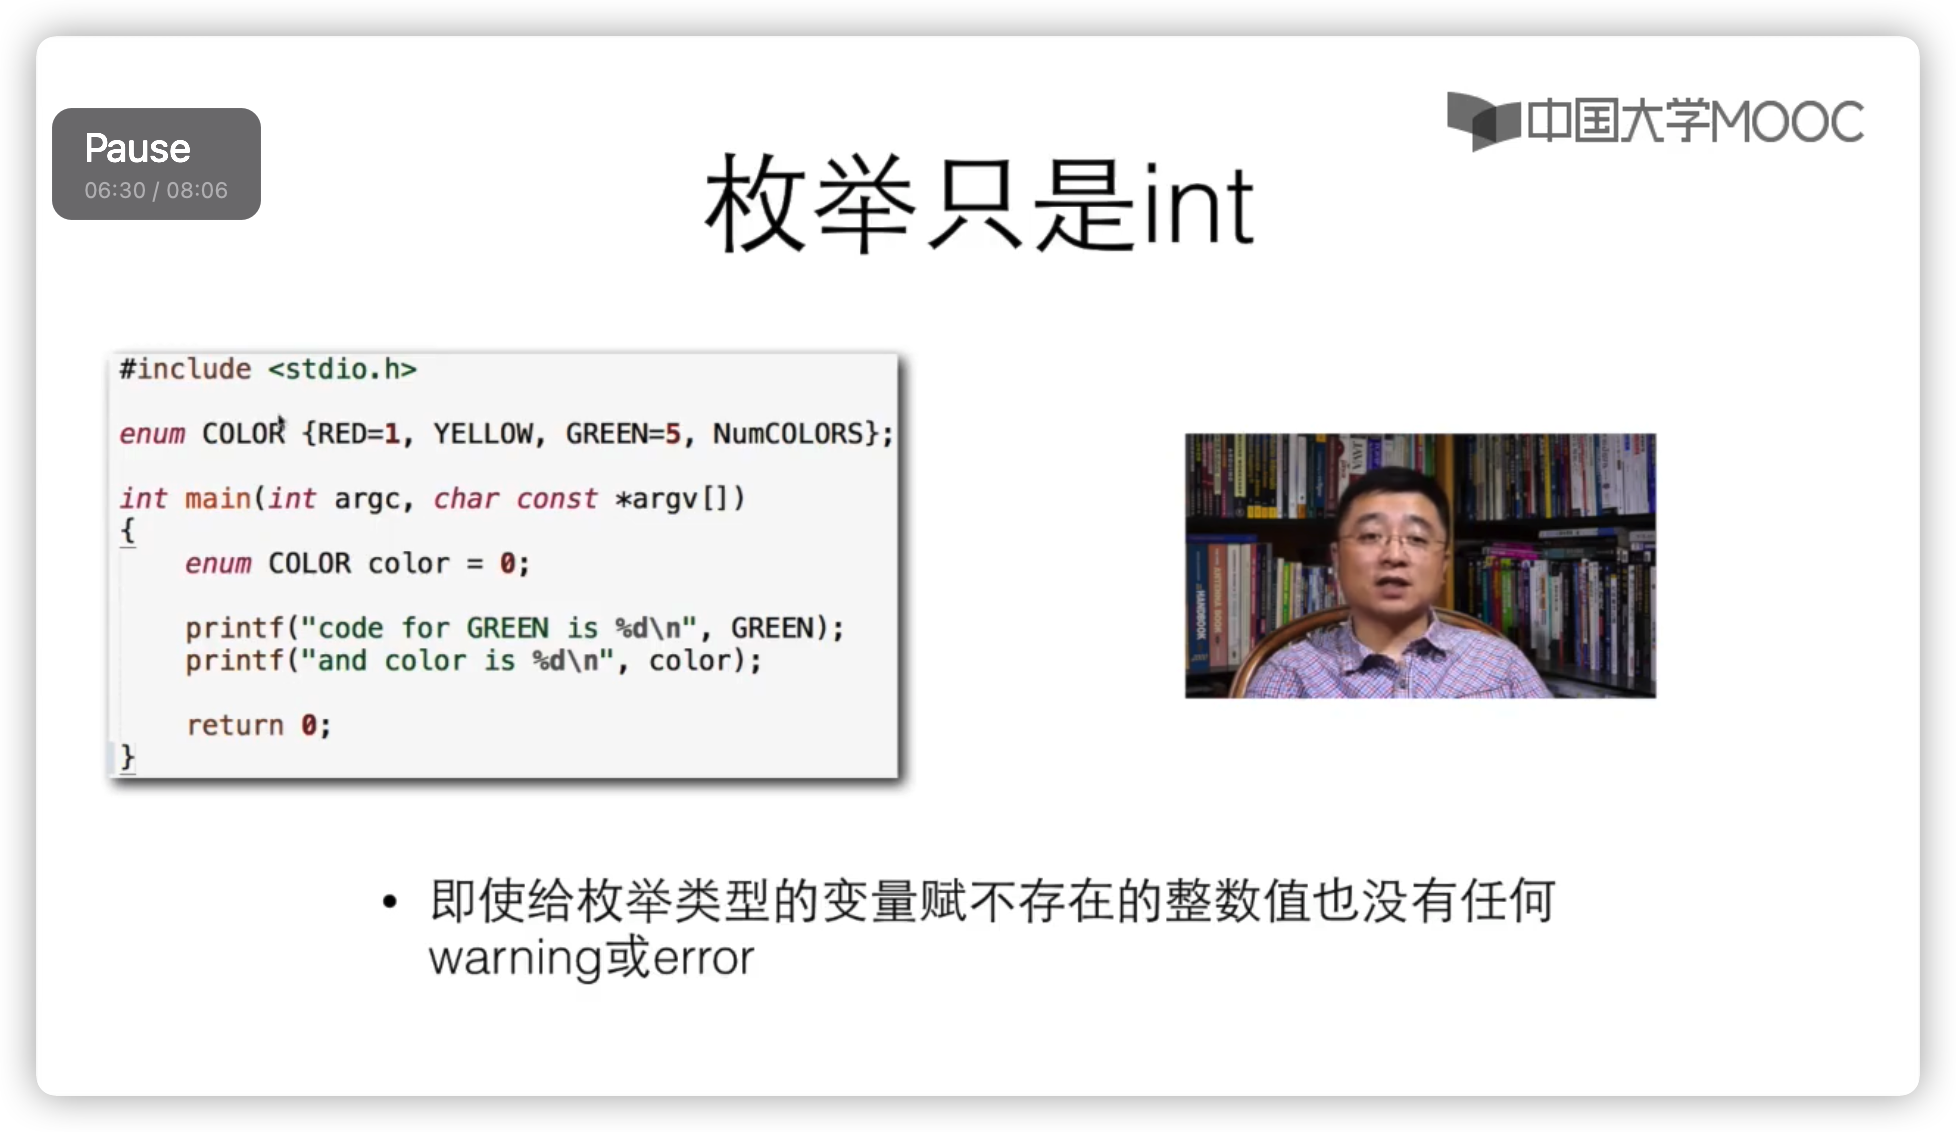 Pause
06:30 / 08:06
中国大学MOOC
枚举只是int
#include <stdio.h>
enum COLOR {RED=1, YELLOW, GREEN=5, NumCOLORS};
int main(int argc, char const *argv[])
{
enum COLOR color = 0;
printf("code for GREEN is %d\n", GREEN);
printf("and color is %d\n", color);
return 0;
}
HANDBOOK
• 即使给枚举类型的变量赋不存在的整数值也没有任何
warning或error